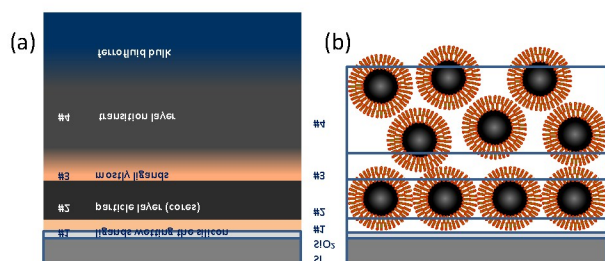 (a)
ferrofluid bulk
#4 transition layer
#3 mostly ligands
#2 particle layer (cores)
#1 ligands wetting the silicon
(b)
#4
#3
#2
#1
SiO₂
Si